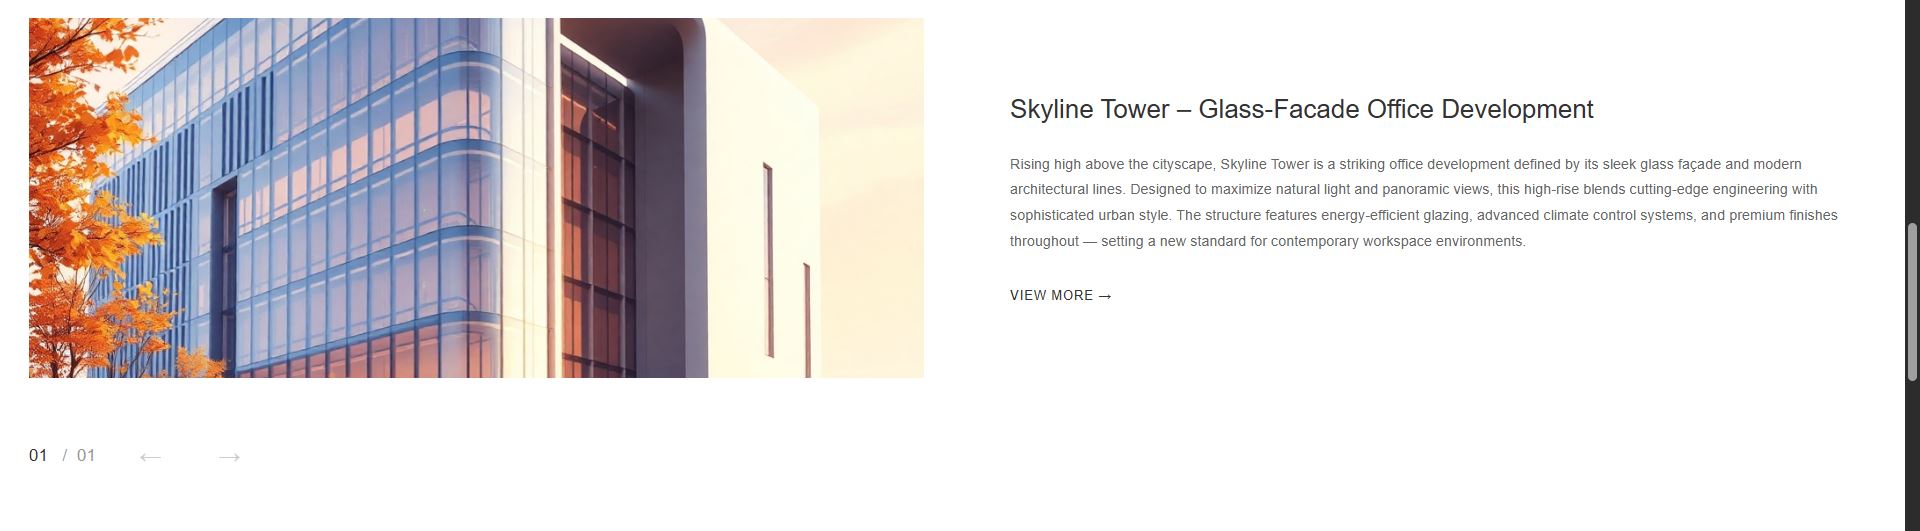 Skyline Tower – Glass-Facade Office Development
Rising high above the cityscape, Skyline Tower is a striking office development defined by its sleek glass façade and modern
architectural lines. Designed to maximize natural light and panoramic views, this high-rise blends cutting-edge engineering with
sophisticated urban style. The structure features energy-efficient glazing, advanced climate control systems, and premium finishes
throughout — setting a new standard for contemporary workspace environments.
VIEW MORE →
01 / 01 ← →